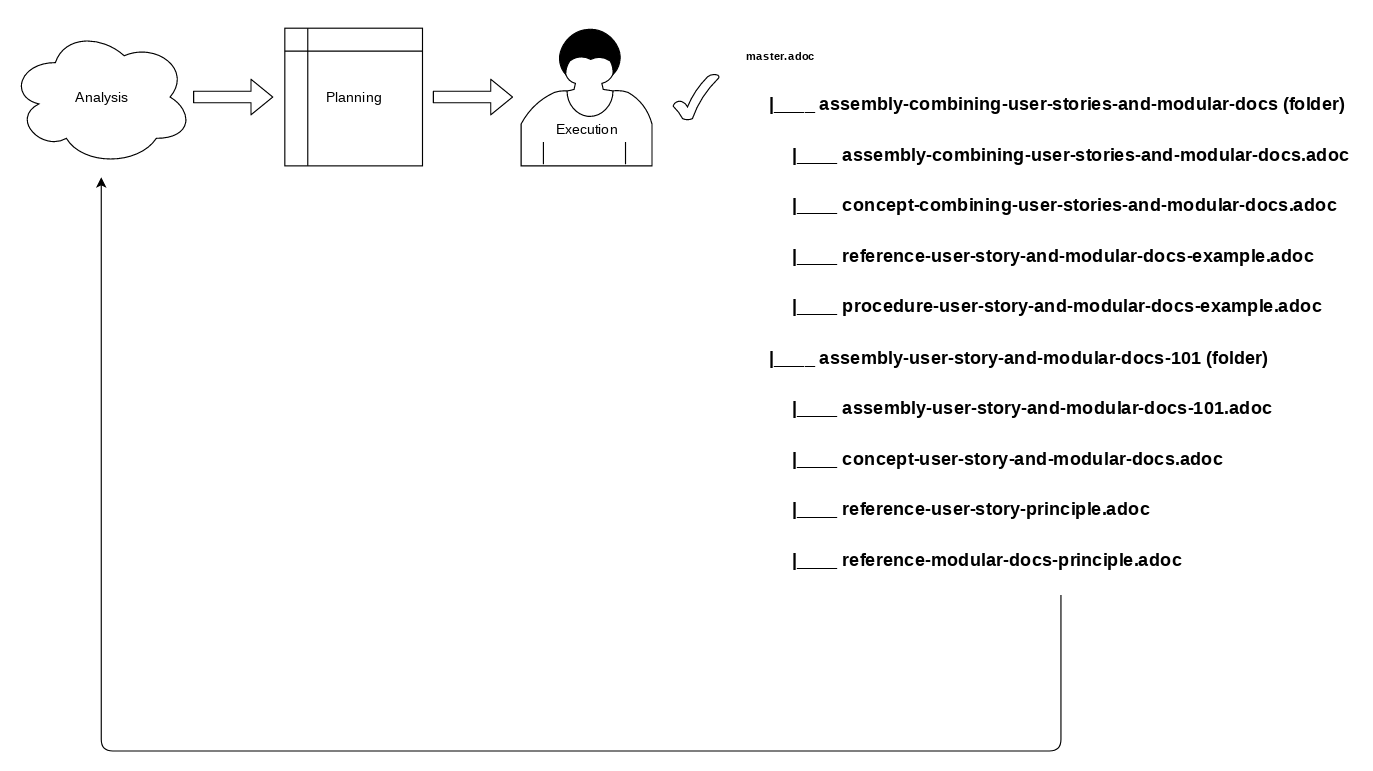 Analysis
Planning
Execution
master.adoc
|____ assembly-combining-user-stories-and-modular-docs (folder)
|____ assembly-combining-user-stories-and-modular-docs.adoc
|____ concept-combining-user-stories-and-modular-docs.adoc
|____ reference-user-story-and-modular-docs-example.adoc
|____ procedure-user-story-and-modular-docs-example.adoc
|____ assembly-user-story-and-modular-docs-101 (folder)
|____ assembly-user-story-and-modular-docs-101.adoc
|____ concept-user-story-and-modular-docs.adoc
|____ reference-user-story-principle.adoc
|____ reference-modular-docs-principle.adoc